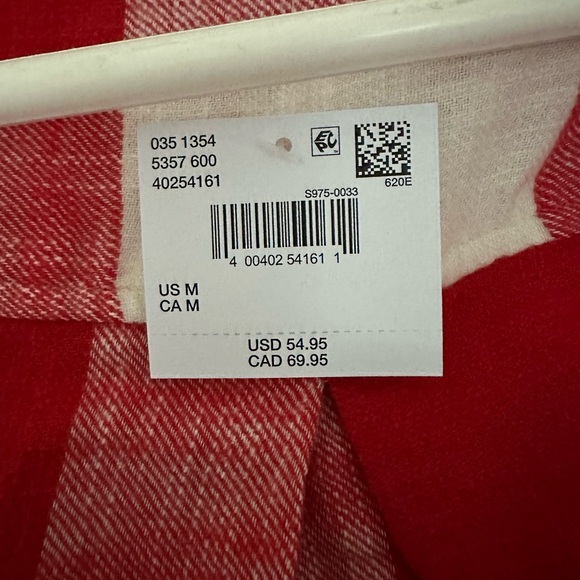 035 1354
5357 600
40254161
620E
S975-0033
4 00402 54161 1
US M
CA M
USD 54.95
CAD 69.95